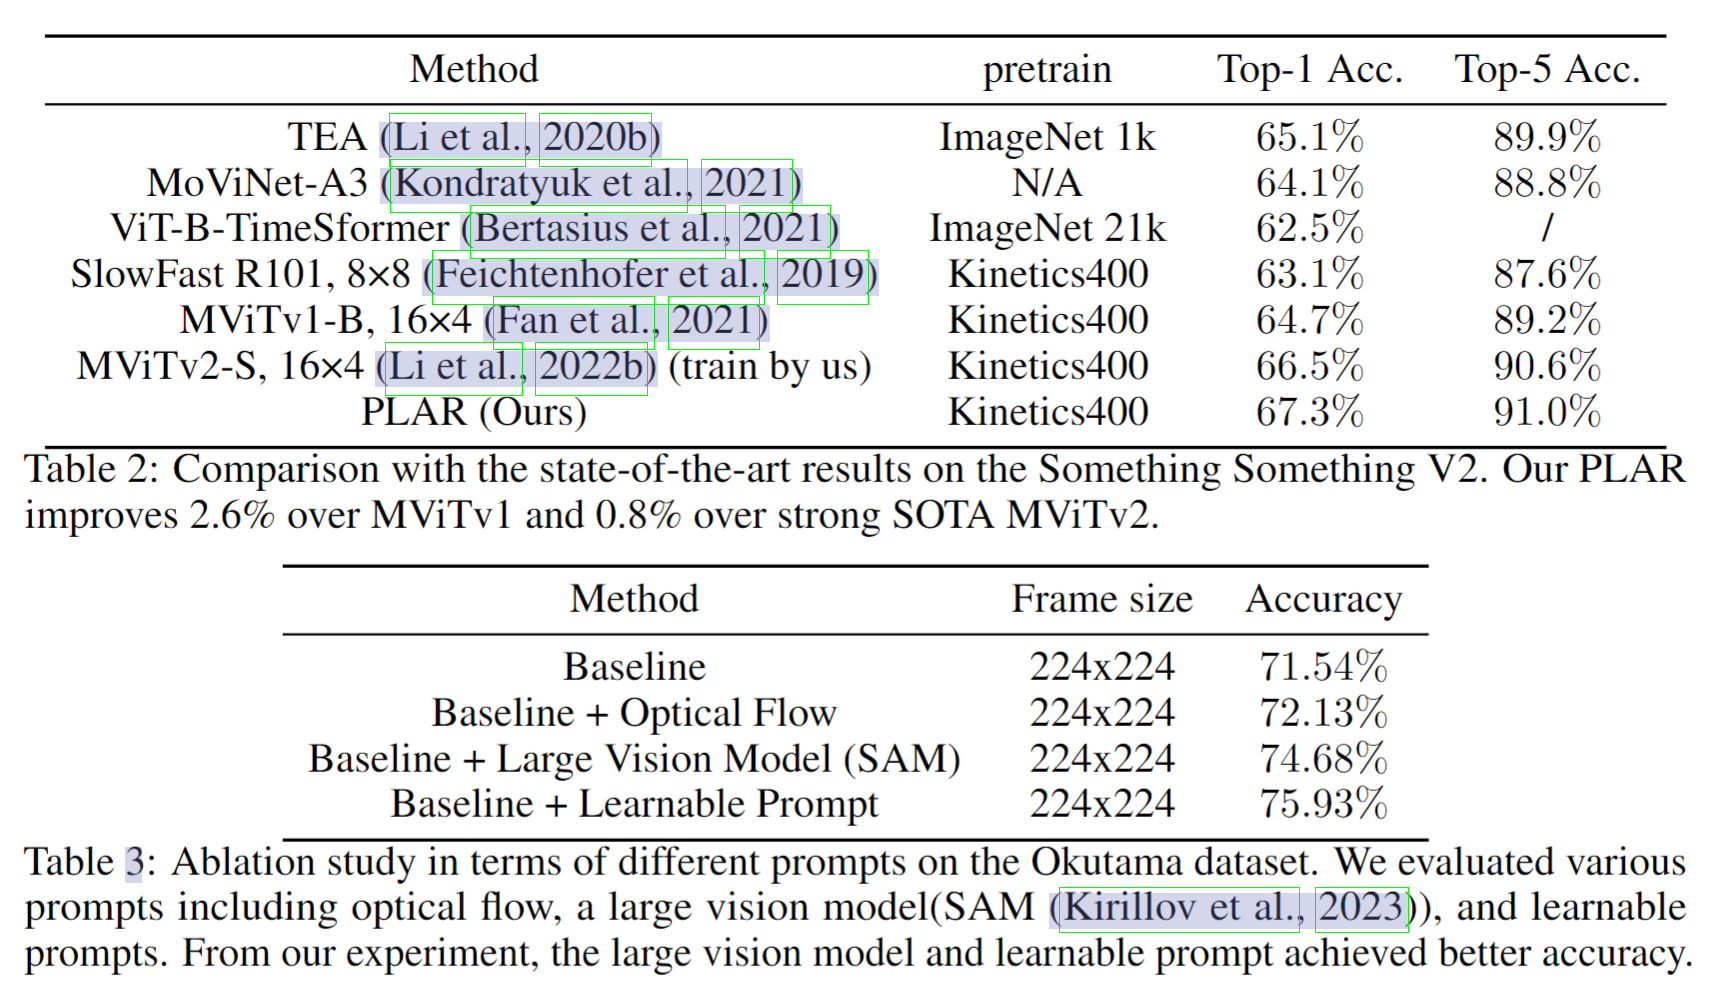 Method pretrain Top-1 Acc. Top-5 Acc.
TEA (Li et al., 2020b) ImageNet 1k 65.1% 89.9%
MoViNet-A3 (Kondratyuk et al., 2021) N/A 64.1% 88.8%
ViT-B-TimeSformer (Bertasius et al., 2021) ImageNet 21k 62.5% /
SlowFast R101, 8×8 (Feichtenhofer et al., 2019) Kinetics400 63.1% 87.6%
MViTv1-B, 16×4 (Fan et al., 2021) Kinetics400 64.7% 89.2%
MViTv2-S, 16×4 (Li et al., 2022b) (train by us) Kinetics400 66.5% 90.6%
PLAR (Ours) Kinetics400 67.3% 91.0%
Table 2: Comparison with the state-of-the-art results on the Something Something V2. Our PLAR
improves 2.6% over MViTv1 and 0.8% over strong SOTA MViTv2.
Method Frame size Accuracy
Baseline 224x224 71.54%
Baseline + Optical Flow 224x224 72.13%
Baseline + Large Vision Model (SAM) 224x224 74.68%
Baseline + Learnable Prompt 224x224 75.93%
Table 3: Ablation study in terms of different prompts on the Okutama dataset. We evaluated various
prompts including optical flow, a large vision model(SAM (Kirillov et al., 2023)), and learnable
prompts. From our experiment, the large vision model and learnable prompt achieved better accuracy.